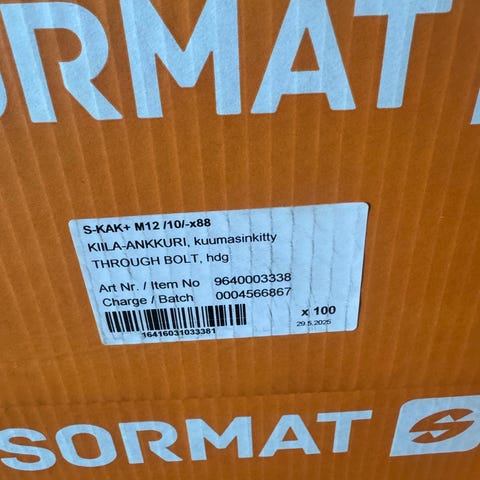 ORMAT
S-KAK+ M12 /10/-x88
KIILA-ANKKURI, kuumasinkitty
THROUGH BOLT, hdg
Art Nr. / Item No 9640003338
Charge / Batch 0004566867
x 100
29.5.2025
16416031033381
SORMAT S